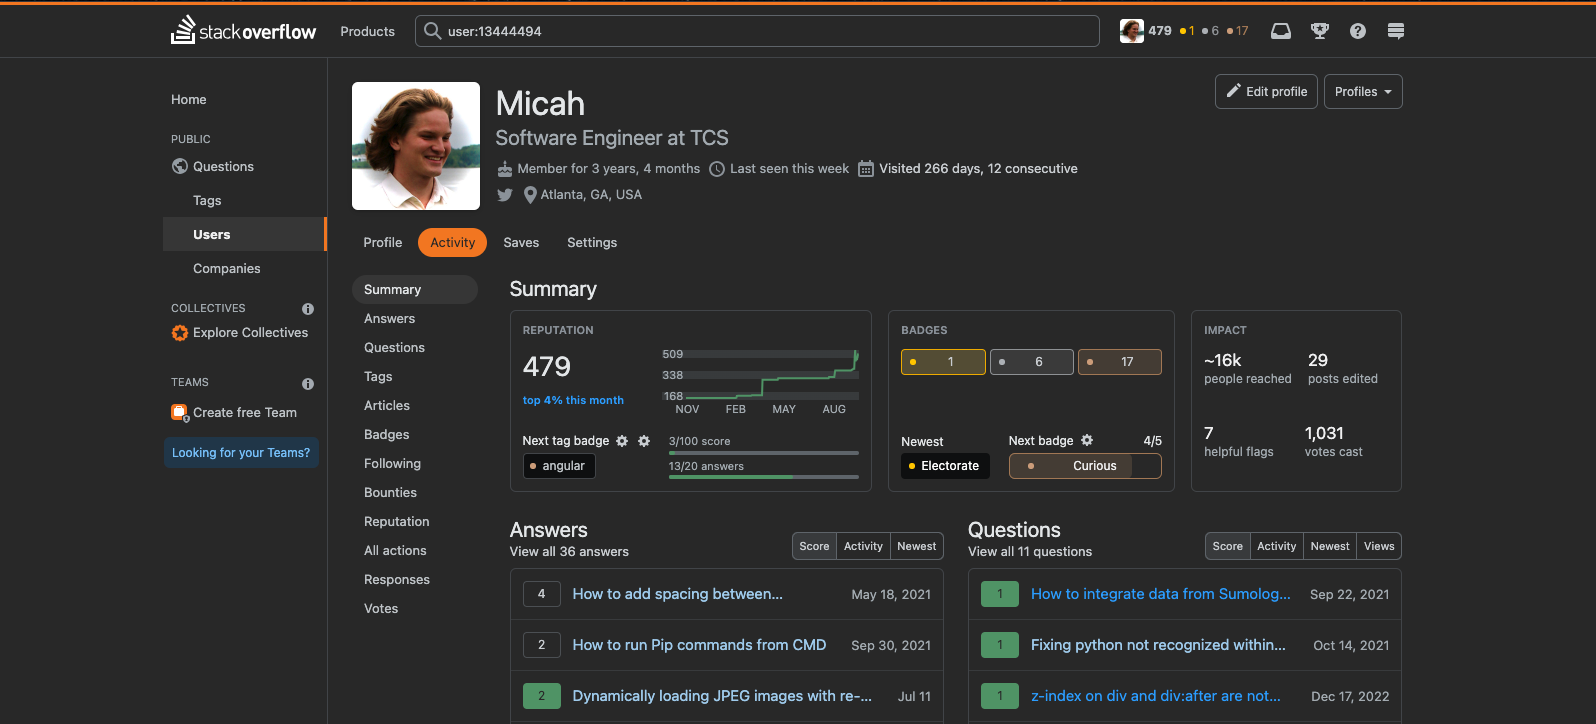 stackoverflow
Products
user:13444494
479 1 6 17
Home
PUBLIC
Questions
Tags
Users
Companies
COLLECTIVES
Explore Collectives
TEAMS
Create free Team
Looking for your Teams?
Micah
Software Engineer at TCS
Member for 3 years, 4 months Last seen this week Visited 266 days, 12 consecutive
Atlanta, GA, USA
Edit profile
Profiles
Profile Activity Saves Settings
Summary
Answers
Questions
Tags
Articles
Badges
Following
Bounties
Reputation
All actions
Responses
Votes
Summary
REPUTATION
479
top 4% this month
509
338
168
NOV FEB MAY AUG
Next tag badge
angular
3/100 score
13/20 answers
BADGES
1 6 17
Newest
Electorate
Next badge 4/5
Curious
IMPACT
~16k
people reached
29
posts edited
7
helpful flags
1,031
votes cast
Answers
View all 36 answers
Score Activity Newest
4 How to add spacing between... May 18, 2021
2 How to run Pip commands from CMD Sep 30, 2021
2 Dynamically loading JPEG images with re-... Jul 11
Questions
View all 11 questions
Score Activity Newest Views
1 How to integrate data from Sumolog... Sep 22, 2021
1 Fixing python not recognized within... Oct 14, 2021
1 z-index on div and div:after are not... Dec 17, 2022